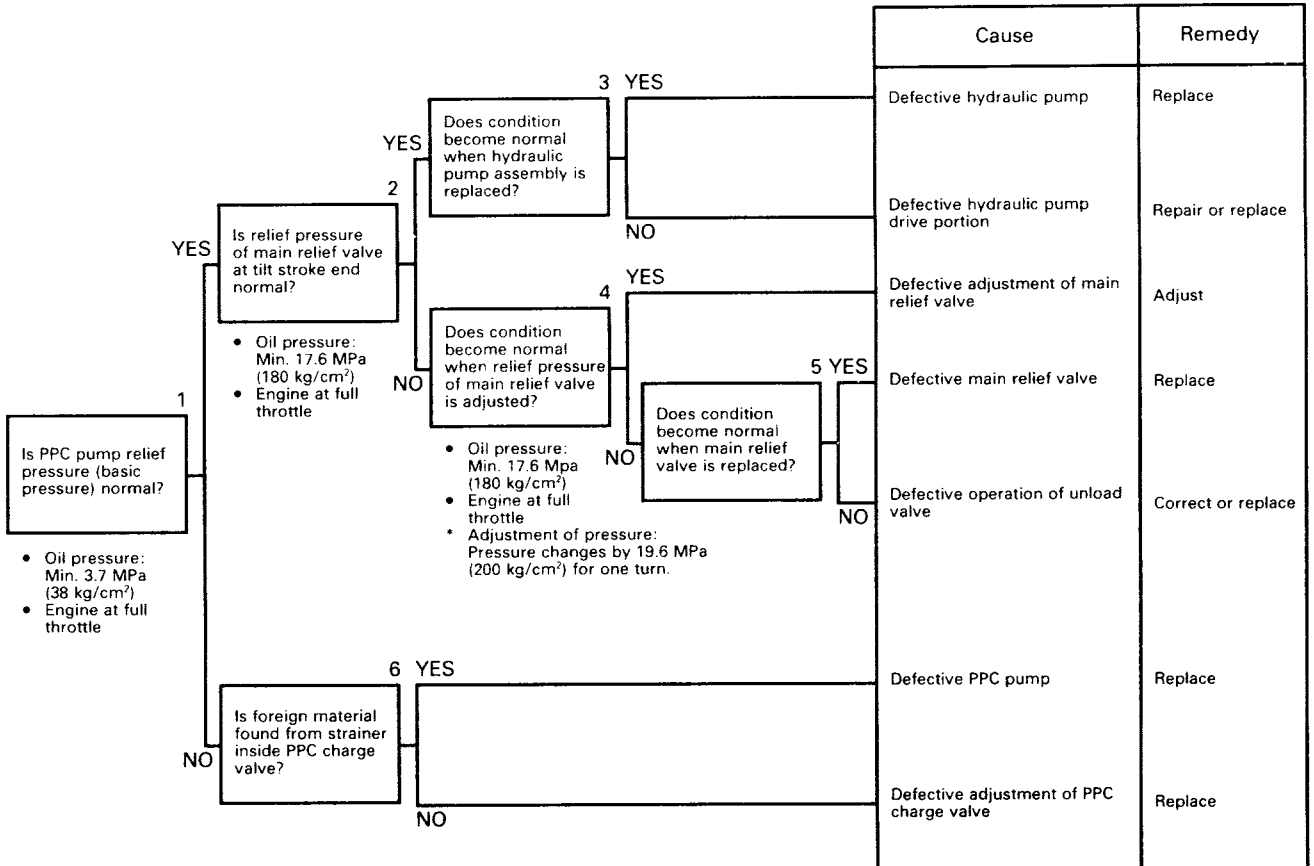 Cause
Remedy
3 YES
Does condition
become normal
when hydraulic
pump assembly is
replaced?
YES
Defective hydraulic pump
Replace
NO
Defective hydraulic pump
drive portion
Repair or replace
2
Is relief pressure
of main relief valve
at tilt stroke end
normal?
YES
• Oil pressure:
Min. 17.6 MPa
(180 kg/cm²)
• Engine at full
throttle
4
YES
Does condition
become normal
when relief pressure
of main relief valve
is adjusted?
NO
Defective adjustment of main
relief valve
Adjust
• Oil pressure:
Min. 17.6 Mpa
(180 kg/cm²)
• Engine at full
throttle
* Adjustment of pressure:
Pressure changes by 19.6 MPa
(200 kg/cm²) for one turn.
5 YES
Does condition
become normal
when main relief
valve is replaced?
NO
Defective main relief valve
Replace
NO
Defective operation of unload
valve
Correct or replace
1
Is PPC pump relief
pressure (basic
pressure) normal?
• Oil pressure:
Min. 3.7 MPa
(38 kg/cm²)
• Engine at full
throttle
6 YES
Is foreign material
found from strainer
inside PPC charge
valve?
NO
Defective PPC pump
Replace
NO
Defective adjustment of PPC
charge valve
Replace